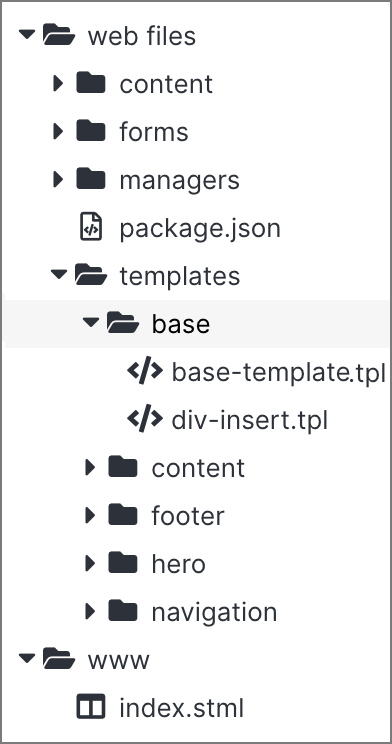 web files
content
forms
managers
package.json
templates
base
base-template.tpl
div-insert.tpl
content
footer
hero
navigation
www
index.stml